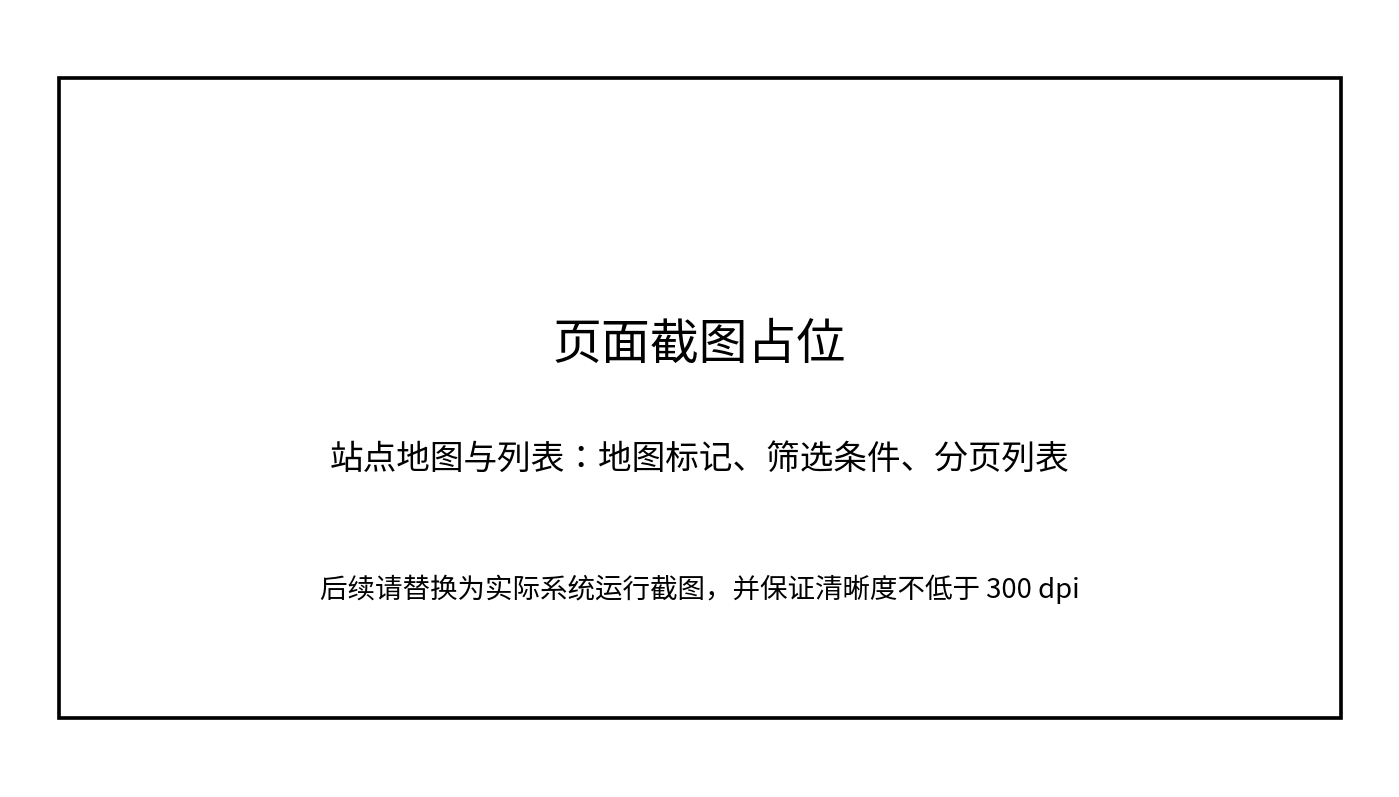 页面截图占位
站点地图与列表：地图标记、筛选条件、分页列表
后续请替换为实际系统运行截图，并保证清晰度不低于 300 dpi